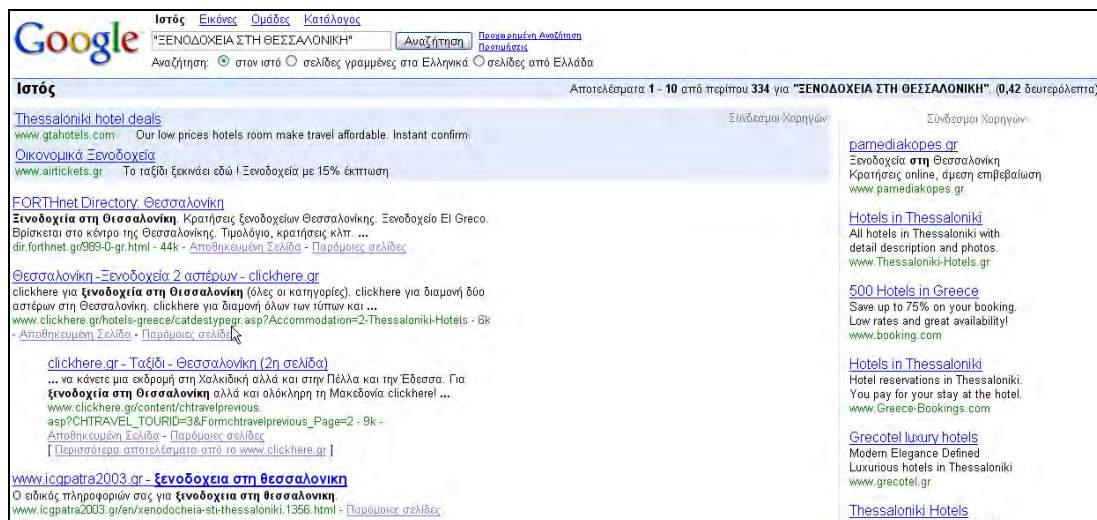 Google
Ιστός Εικόνες Ομάδες Κατάλογος
"ΞΕΝΟΔΟΧΕΙΑ ΣΤΗ ΘΕΣΣΑΛΟΝΙΚΗ" Αναζήτηση Προχωρημένη Αναζήτηση
Προτιμήσεις
Αναζήτηση: στον ιστό σελίδες γραμμένες στα Ελληνικά σελίδες από Ελλάδα
Ιστός Αποτελέσματα 1 - 10 από περίπου 334 για "ΞΕΝΟΔΟΧΕΙΑ ΣΤΗ ΘΕΣΣΑΛΟΝΙΚΗ". (0,42 δευτερόλεπτα)
Thessaloniki hotel deals Σύνδεσμοι Χορηγών
www.gtahotels.com Our low prices hotels room make travel affordable. Instant confirm.
Οικονομικά Ξενοδοχεία
www.airtickets.gr Το ταξίδι ξεκινάει εδώ ! Ξενοδοχεία με 15% έκπτωση
FORTHnet Directory: Θεσσαλονίκη
Ξενοδοχεία στη Θεσσαλονίκη. Κρατήσεις ξενοδοχείων Θεσσαλονίκης. Ξενοδοχείο El Greco.
Βρίσκεται στο κέντρο της Θεσσαλονίκης. Τιμολόγιο, κρατήσεις κλπ. ...
dir.forthnet.gr/989-0-gr.html - 44k - Αποθηκευμένη Σελίδα - Παρόμοιες σελίδες
Θεσσαλονίκη -Ξενοδοχεία 2 αστέρων - clickhere.gr
clickhere για ξενοδοχεία στη Θεσσαλονίκη (όλες οι κατηγορίες). clickhere για διαμονή δύο
αστέρων στη Θεσσαλονίκη. clickhere για διαμονή όλων των τύπων και ...
www.clickhere.gr/hotels-greece/catdestypegr.asp?Accommodation=2-Thessaloniki-Hotels - 6k
- Αποθηκευμένη Σελίδα - Παρόμοιες σελίδες
clickhere.gr - Ταξίδι - Θεσσαλονίκη (2η σελίδα)
... να κάνετε μια εκδρομή στη Χαλκιδική αλλά και στην Πέλλα και την Έδεσσα. Για
ξενοδοχεία στη Θεσσαλονίκη αλλά και ολόκληρη τη Μακεδονία clickhere! ...
www.clickhere.gr/content/chtravelprevious.
asp?CHTRAVEL_TOURID=3&Formchtravelprevious_Page=2 - 9k -
Αποθηκευμένη Σελίδα - Παρόμοιες σελίδες
[ Περισσότερα αποτελέσματα από το www.clickhere.gr ]
www.icgpatra2003.gr - ξενοδοχεια στη θεσσαλονικη
Ο ειδικός πληροφοριών σας για ξενοδοχεια στη θεσσαλονικη.
www.icgpatra2003.gr/en/xenodocheia-sti-thessaloniki.1356.html - Παρόμοιες σελίδες
Σύνδεσμοι Χορηγών
pamediakopes.gr
Ξενοδοχεία στη Θεσσαλονίκη
Κρατήσεις online, άμεση επιβεβαίωση
www.pamediakopes.gr
Hotels in Thessaloniki
All hotels in Thessaloniki with
detail description and photos.
www.Thessaloniki-Hotels.gr
500 Hotels in Greece
Save up to 75% on your booking.
Low rates and great availability!
www.booking.com
Hotels in Thessaloniki
Hotel reservations in Thessaloniki.
You pay for your stay at the hotel.
www.Greece-Bookings.com
Grecotel luxury hotels
Modern Elegance Defined
Luxurious hotels in Thessaloniki
www.grecotel.gr
Thessaloniki Hotels